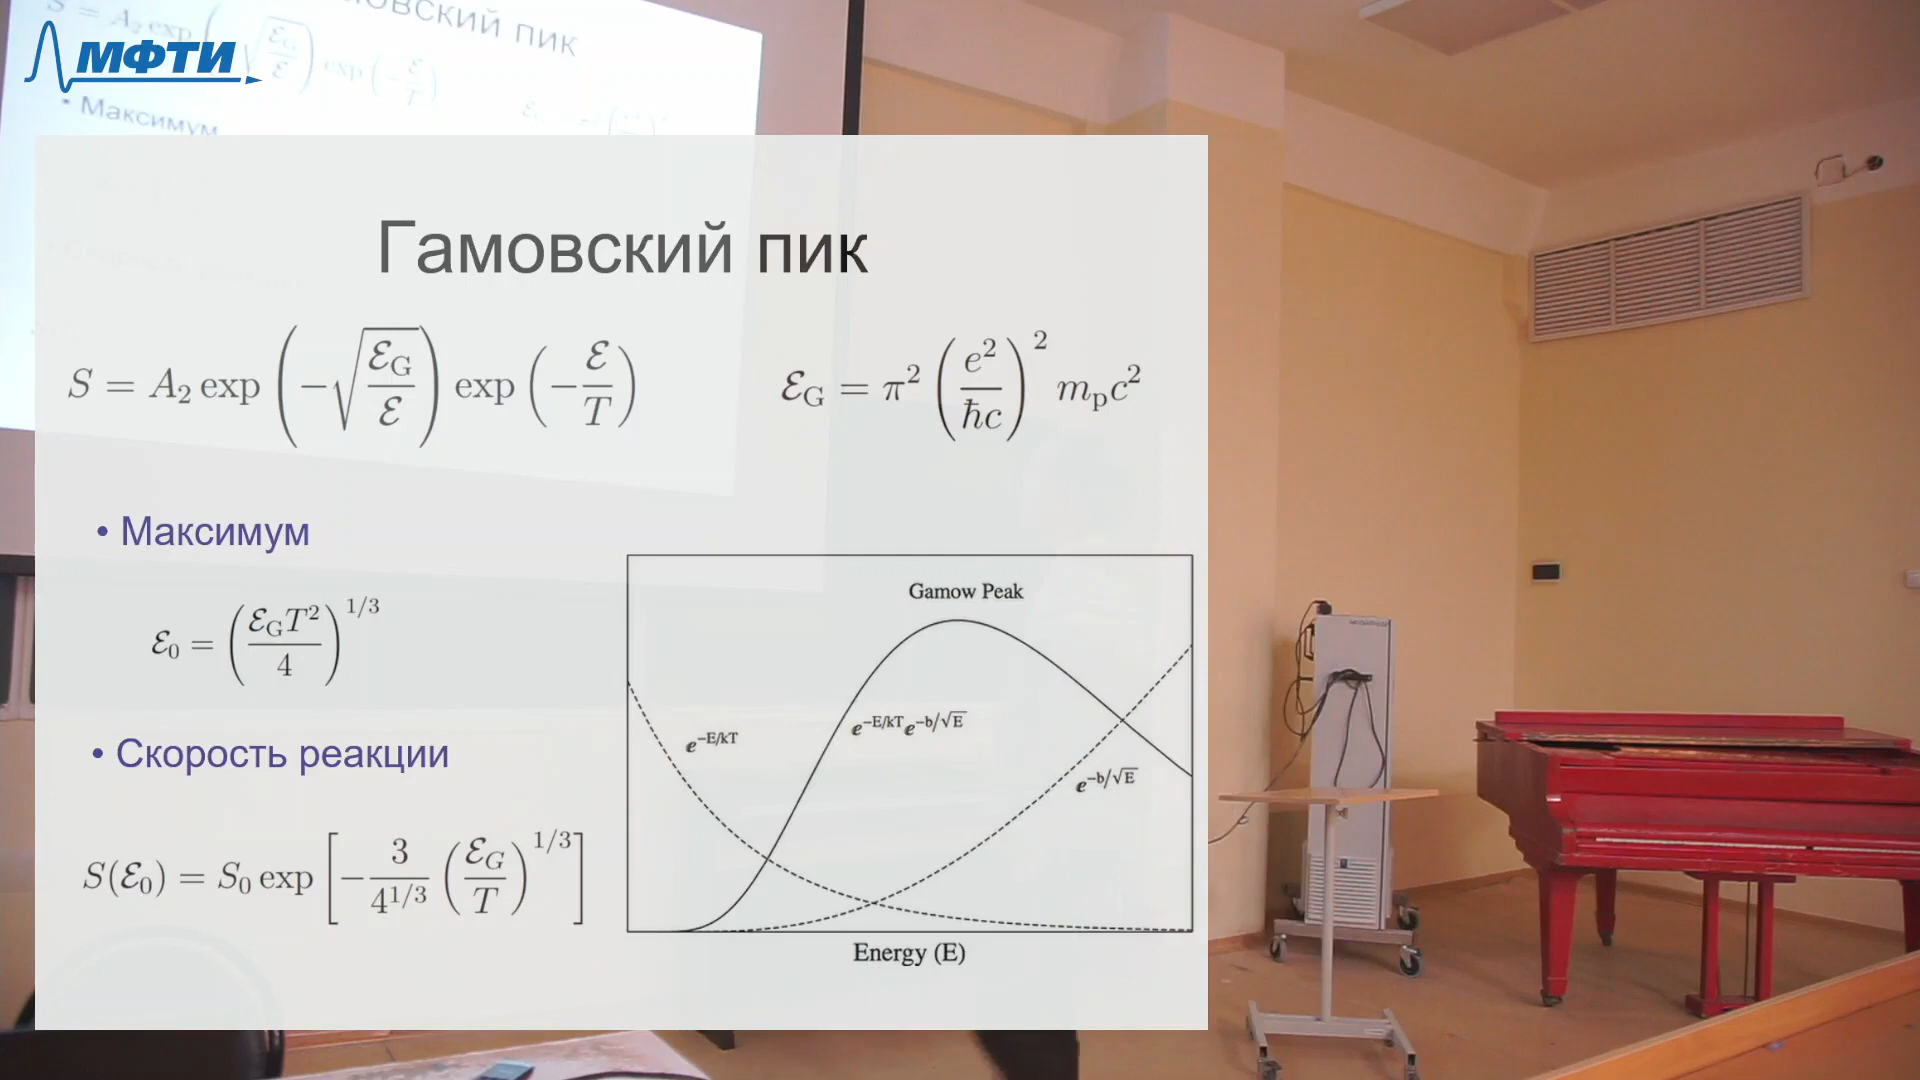 МФТИ
• Максимум
Гамовский пик
S = A₂ exp (−√(ℰ_G/ℰ)) exp (−ℰ/T)
ℰ_G = π² (e²/ħc)² m_p c²
• Максимум
ℰ₀ = (ℰ_G T²/4)^{1/3}
• Скорость реакции
S(ℰ₀) = S₀ exp [−3/4^{1/3} (ℰ_G/T)^{1/3}]
Gamow Peak
e^{−E/kT}
e^{−E/kT} e^{−b/√E}
e^{−b/√E}
Energy (E)